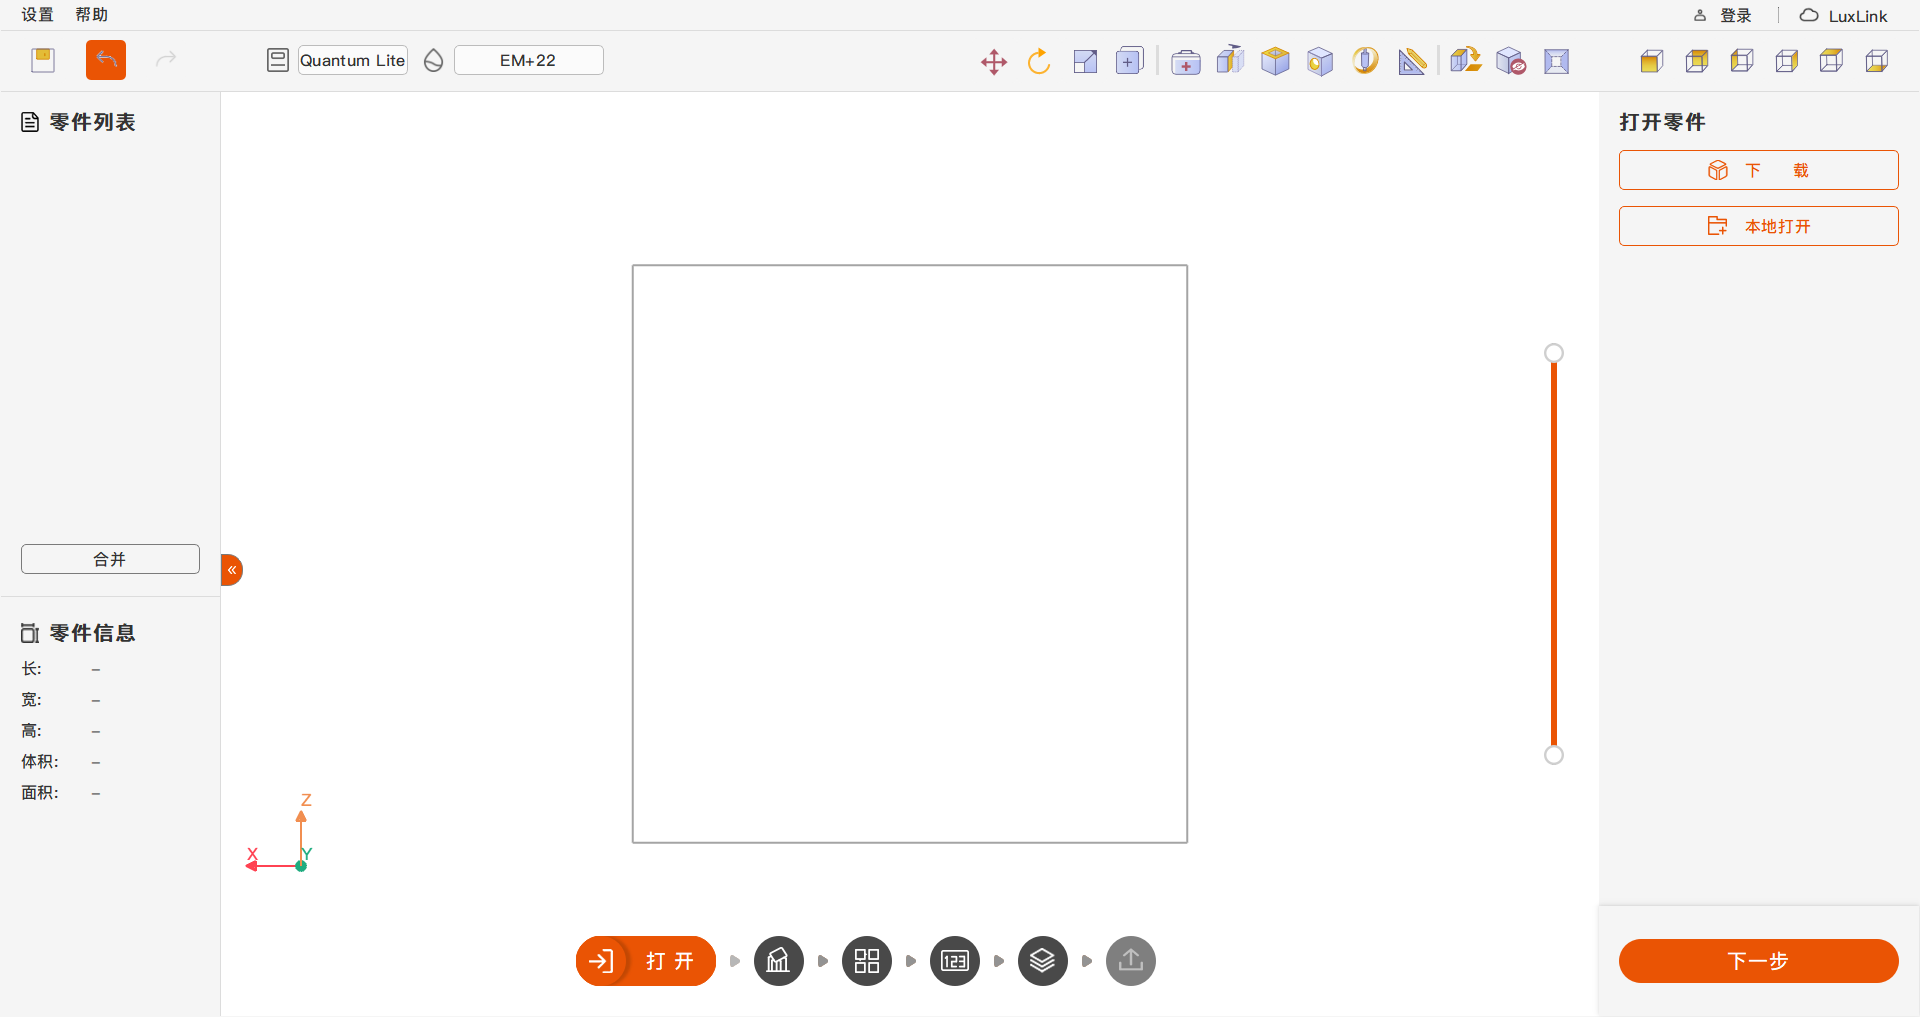 设置 帮助
登录 LuxLink
Quantum Lite EM+22
零件列表
合并
零件信息
长: –
宽: –
高: –
体积: –
面积: –
Z
X Y
打开
123
打开零件
下 载
本地打开
下一步